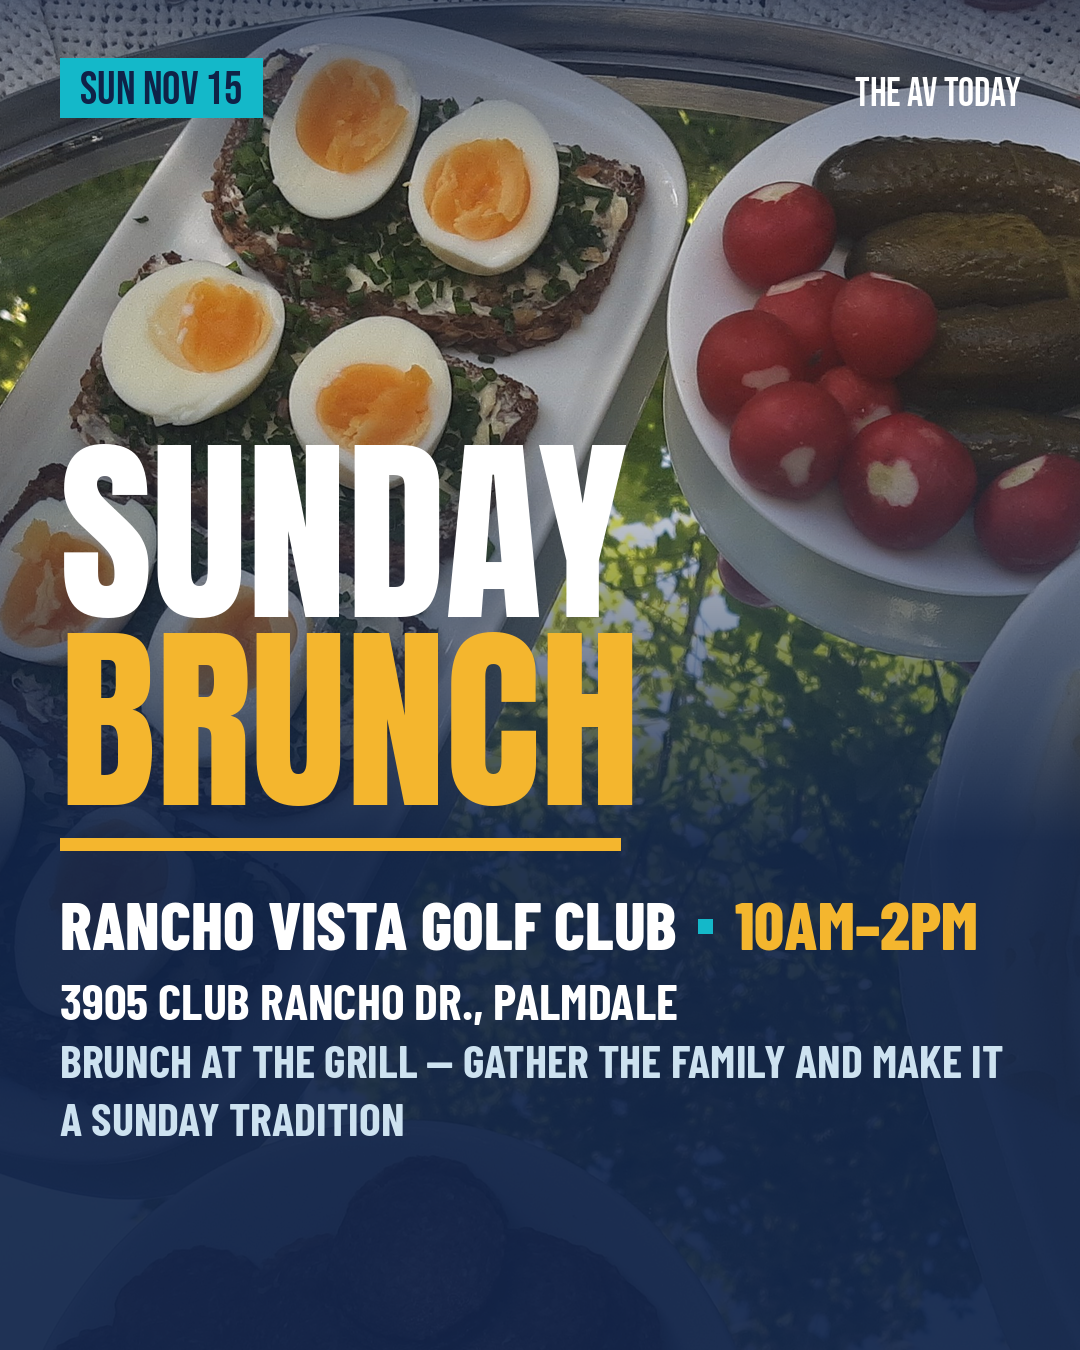 SUN NOV 15
THE AV TODAY
SUNDAY
BRUNCH
RANCHO VISTA GOLF CLUB ▪ 10AM–2PM
3905 CLUB RANCHO DR., PALMDALE
BRUNCH AT THE GRILL — GATHER THE FAMILY AND MAKE IT
A SUNDAY TRADITION